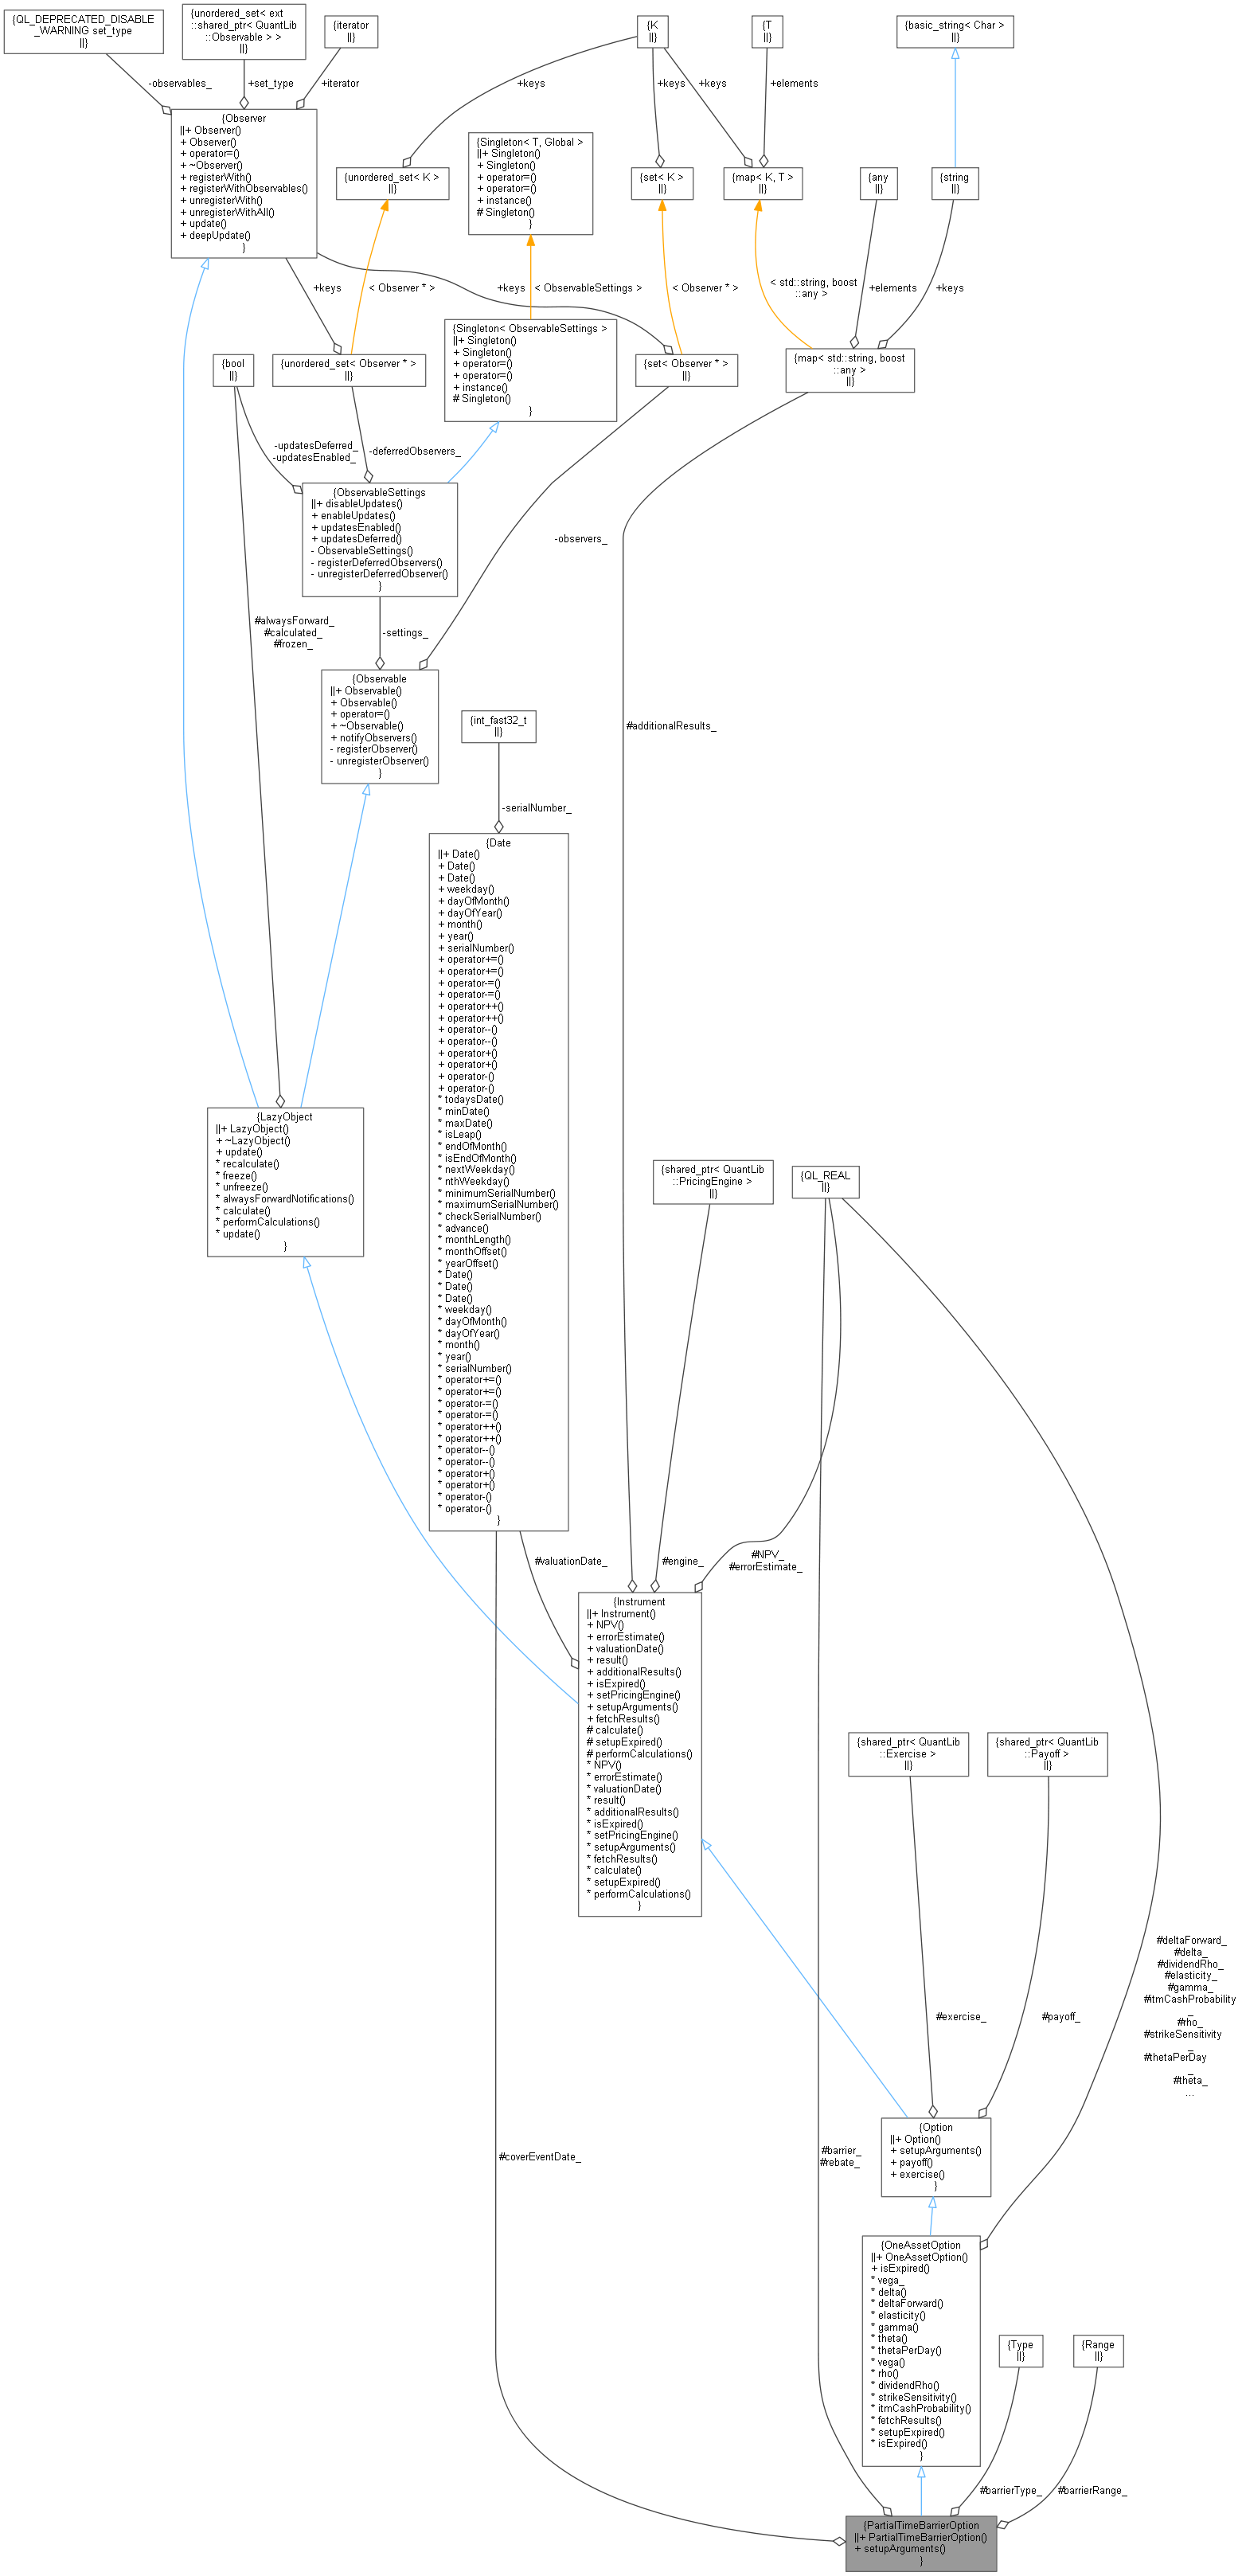 {QL_DEPRECATED_DISABLE
_WARNING set_type
||}
{unordered_set< ext
::shared_ptr< QuantLib
::Observable > >
||}
{iterator
||}
{K
||}
{T
||}
{basic_string< Char >
||}
-observables_
+set_type
+iterator
+keys
+keys
+keys
+elements
{Observer
||+ Observer()
+ Observer()
+ operator=()
+ ~Observer()
+ registerWith()
+ registerWithObservables()
+ unregisterWith()
+ unregisterWithAll()
+ update()
+ deepUpdate()
}
{unordered_set< K >
||}
{Singleton< T, Global >
||+ Singleton()
+ Singleton()
+ operator=()
+ operator=()
+ instance()
# Singleton()
}
{set< K >
||}
{map< K, T >
||}
{any
||}
{string
||}
+keys
< Observer * >
+keys
< ObservableSettings >
< Observer * >
< std::string, boost
::any >
+elements
+keys
{bool
||}
{unordered_set< Observer * >
||}
{Singleton< ObservableSettings >
||+ Singleton()
+ Singleton()
+ operator=()
+ operator=()
+ instance()
# Singleton()
}
{set< Observer * >
||}
{map< std::string, boost
::any >
||}
-updatesDeferred_
-updatesEnabled_
-deferredObservers_
{ObservableSettings
||+ disableUpdates()
+ enableUpdates()
+ updatesEnabled()
+ updatesDeferred()
- ObservableSettings()
- registerDeferredObservers()
- unregisterDeferredObserver()
}
-observers_
#alwaysForward_
#calculated_
#frozen_
-settings_
{Observable
||+ Observable()
+ Observable()
+ operator=()
+ ~Observable()
+ notifyObservers()
- registerObserver()
- unregisterObserver()
}
{int_fast32_t
||}
#additionalResults_
-serialNumber_
{Date
||+ Date()
+ Date()
+ Date()
+ weekday()
+ dayOfMonth()
+ dayOfYear()
+ month()
+ year()
+ serialNumber()
+ operator+=()
+ operator+=()
+ operator-=()
+ operator-=()
+ operator++()
+ operator++()
+ operator--()
+ operator--()
+ operator+()
+ operator+()
+ operator-()
+ operator-()
* todaysDate()
* minDate()
* maxDate()
* isLeap()
* endOfMonth()
* isEndOfMonth()
* nextWeekday()
* nthWeekday()
* minimumSerialNumber()
* maximumSerialNumber()
* checkSerialNumber()
* advance()
* monthLength()
* monthOffset()
* yearOffset()
* Date()
* Date()
* Date()
* weekday()
* dayOfMonth()
* dayOfYear()
* month()
* year()
* serialNumber()
* operator+=()
* operator+=()
* operator-=()
* operator-=()
* operator++()
* operator++()
* operator--()
* operator--()
* operator+()
* operator+()
* operator-()
* operator-()
}
{LazyObject
||+ LazyObject()
+ ~LazyObject()
+ update()
* recalculate()
* freeze()
* unfreeze()
* alwaysForwardNotifications()
* calculate()
* performCalculations()
* update()
}
{shared_ptr< QuantLib
::PricingEngine >
||}
{QL_REAL
||}
#valuationDate_
#engine_
#NPV_
#errorEstimate_
{Instrument
||+ Instrument()
+ NPV()
+ errorEstimate()
+ valuationDate()
+ result()
+ additionalResults()
+ isExpired()
+ setPricingEngine()
+ setupArguments()
+ fetchResults()
# calculate()
# setupExpired()
# performCalculations()
* NPV()
* errorEstimate()
* valuationDate()
* result()
* additionalResults()
* isExpired()
* setPricingEngine()
* setupArguments()
* fetchResults()
* calculate()
* setupExpired()
* performCalculations()
}
{shared_ptr< QuantLib
::Exercise >
||}
{shared_ptr< QuantLib
::Payoff >
||}
#exercise_
#payoff_
#deltaForward_
#delta_
#dividendRho_
#elasticity_
#gamma_
#itmCashProbability
_
#rho_
#strikeSensitivity
_
#thetaPerDay
_
#theta_
...
{Option
||+ Option()
+ setupArguments()
+ payoff()
+ exercise()
}
#coverEventDate_
#barrier_
#rebate_
{OneAssetOption
||+ OneAssetOption()
+ isExpired()
* vega_
* delta()
* deltaForward()
* elasticity()
* gamma()
* theta()
* thetaPerDay()
* vega()
* rho()
* dividendRho()
* strikeSensitivity()
* itmCashProbability()
* fetchResults()
* setupExpired()
* isExpired()
}
{Type
||}
{Range
||}
#barrierType_
#barrierRange_
{PartialTimeBarrierOption
||+ PartialTimeBarrierOption()
+ setupArguments()
}